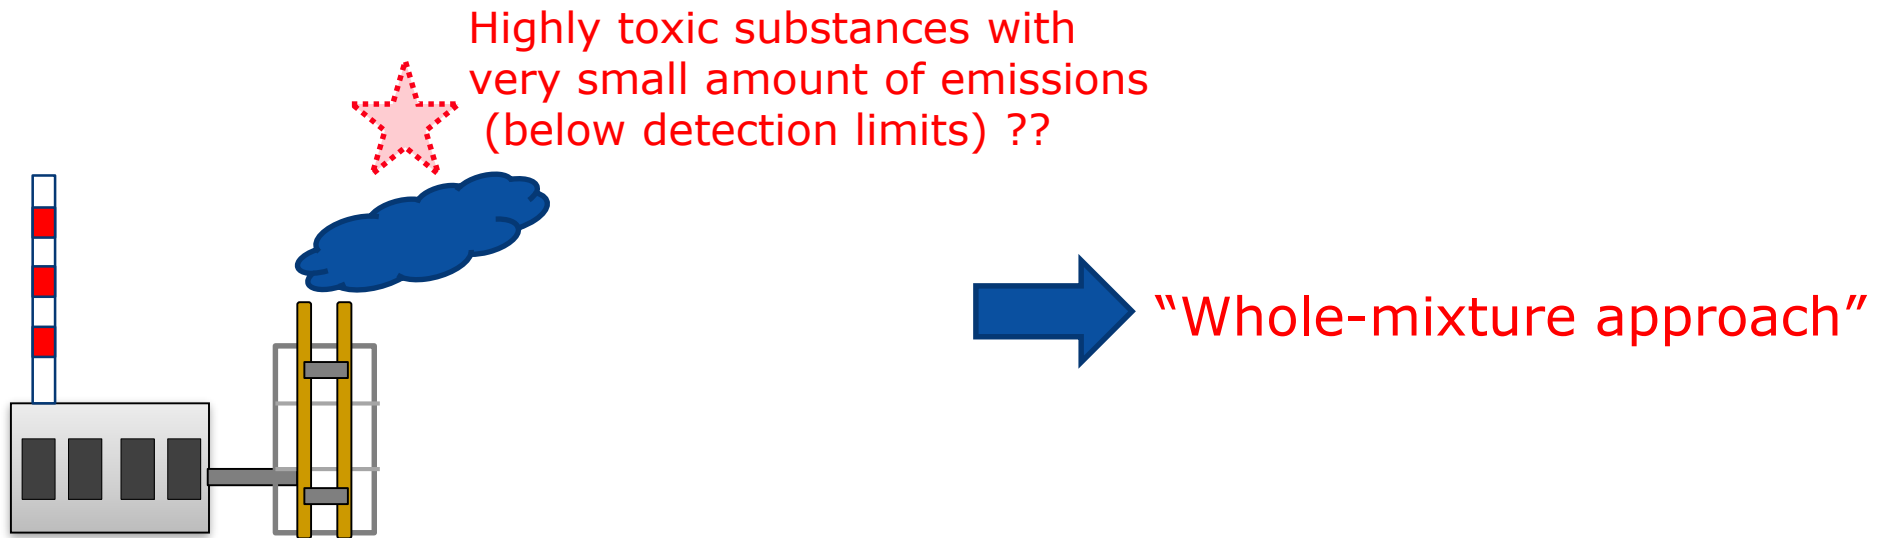 Highly toxic substances with
very small amount of emissions
(below detection limits) ??
“Whole-mixture approach”